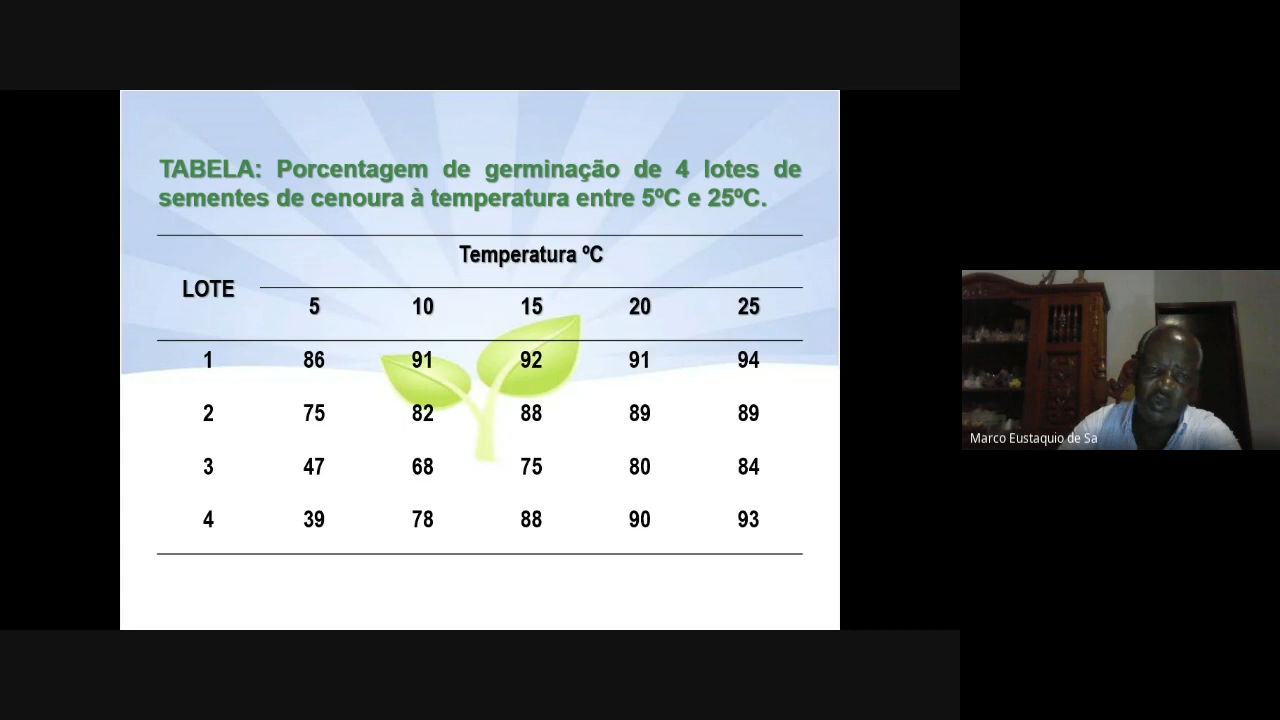 TABELA: Porcentagem de germinação de 4 lotes de
sementes de cenoura à temperatura entre 5ºC e 25ºC.
Temperatura ºC
LOTE
5 10 15 20 25
1 86 91 92 91 94
2 75 82 88 89 89
3 47 68 75 80 84
4 39 78 88 90 93
Marco Eustaquio de Sa